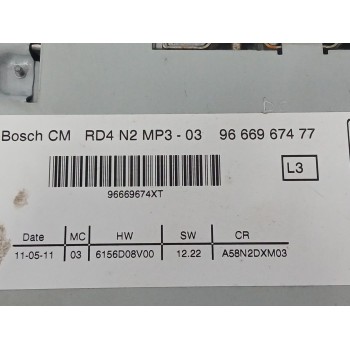 Bosch CM RD4 N2 MP3 - 03 96 669 674 77
L3
96669674XT
Date MC HW SW CR
11-05-11 03 6156D08V00 12.22 A58N2DXM03